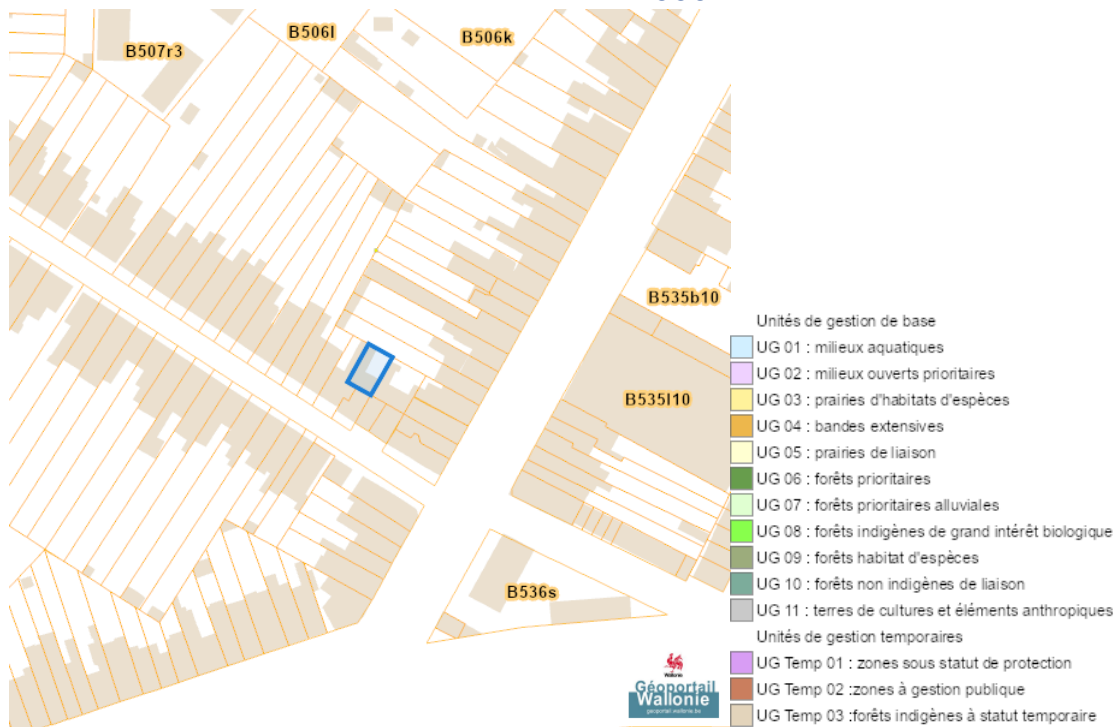 B507r3
B506l
B506k
B535b10
B535l10
B536s
Unités de gestion de base
UG 01 : milieux aquatiques
UG 02 : milieux ouverts prioritaires
UG 03 : prairies d'habitats d'espèces
UG 04 : bandes extensives
UG 05 : prairies de liaison
UG 06 : forêts prioritaires
UG 07 : forêts prioritaires alluviales
UG 08 : forêts indigènes de grand intérêt biologique
UG 09 : forêts habitat d'espèces
UG 10 : forêts non indigènes de liaison
UG 11 : terres de cultures et éléments anthropiques
Unités de gestion temporaires
UG Temp 01 : zones sous statut de protection
UG Temp 02 :zones à gestion publique
UG Temp 03 :forêts indigènes à statut temporaire
Wallonie
Géoportail
Wallonie
geoportail.wallonie.be